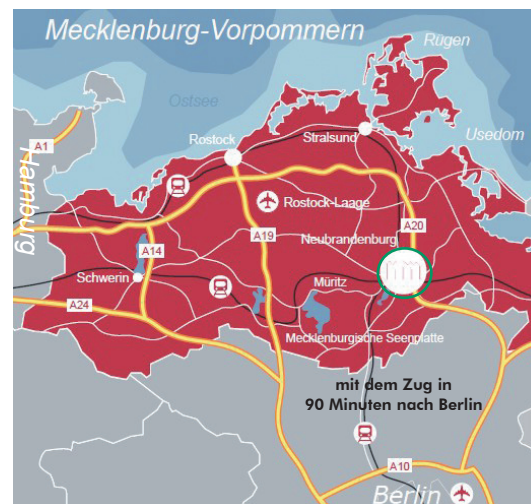 Mecklenburg-Vorpommern
Rügen
Ostsee
Stralsund
Usedom
Rostock
A1
Hamburg
Rostock-Laage
A20
A19
Neubrandenburg
A14
Schwerin
Müritz
A24
Mecklenburgische Seenplatte
mit dem Zug in
90 Minuten nach Berlin
A10
Berlin